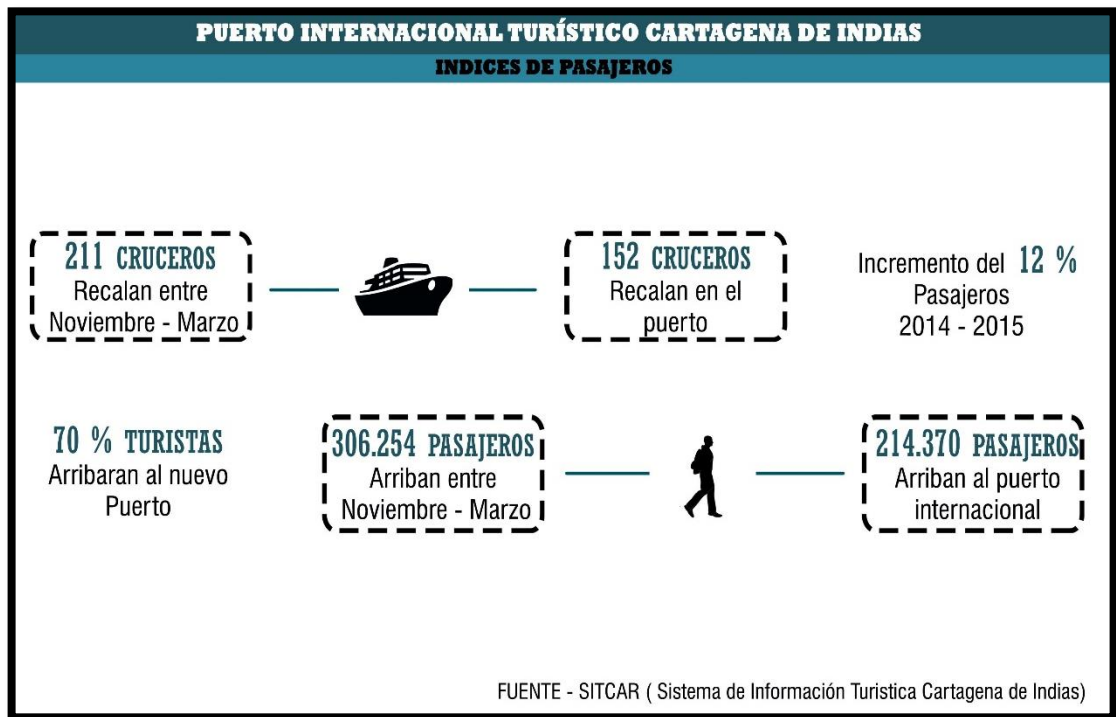 PUERTO INTERNACIONAL TURÍSTICO CARTAGENA DE INDIAS
INDICES DE PASAJEROS
211 CRUCEROS
Recalan entre
Noviembre - Marzo
152 CRUCEROS
Recalan en el
puerto
Incremento del 12 %
Pasajeros
2014 - 2015
70 % TURISTAS
Arribaran al nuevo
Puerto
306.254 PASAJEROS
Arriban entre
Noviembre - Marzo
214.370 PASAJEROS
Arriban al puerto
internacional
FUENTE - SITCAR ( Sistema de Información Turistica Cartagena de Indias)